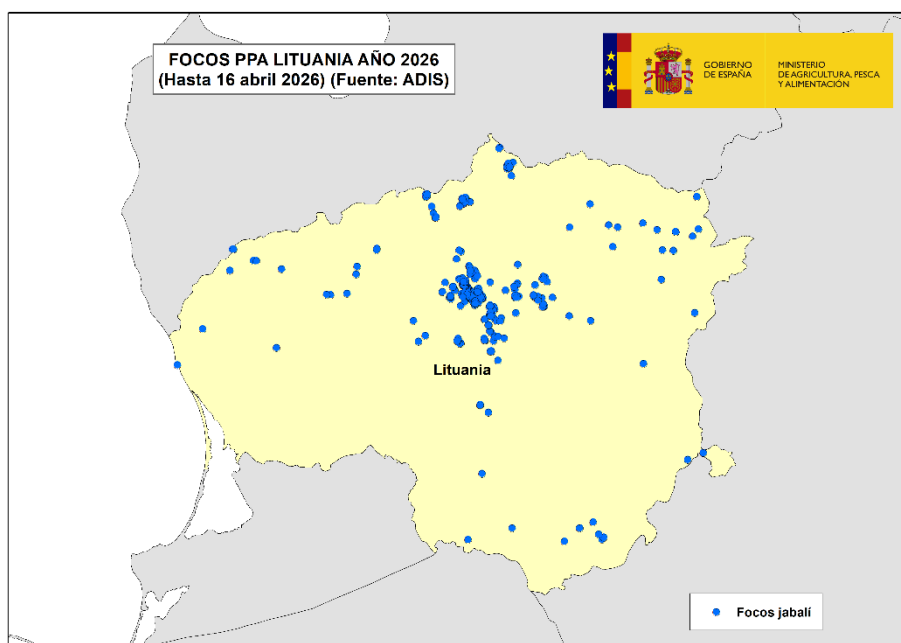 FOCOS PPA LITUANIA AÑO 2026
(Hasta 16 abril 2026) (Fuente: ADIS)
GOBIERNO
DE ESPAÑA
MINISTERIO
DE AGRICULTURA, PESCA
Y ALIMENTACIÓN
Lituania
Focos jabalí